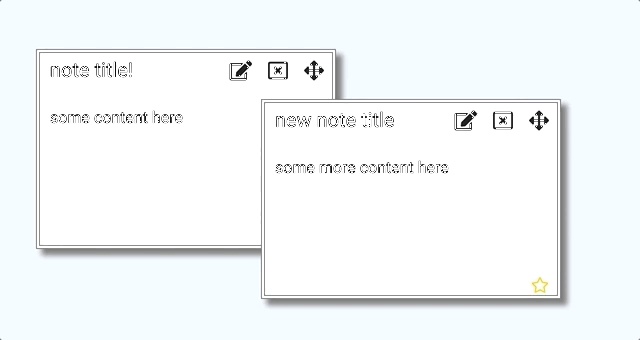 note title!
some content here
new note title
some more content here